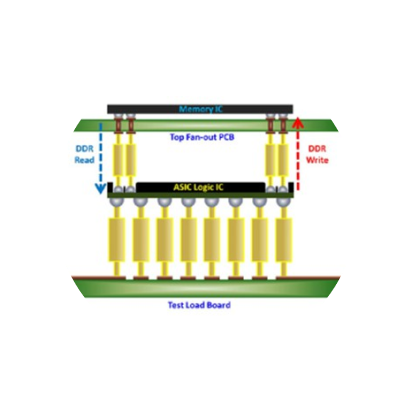 Memory IC
Top Fan-out PCB
DDR
Read
DDR
Write
ASIC Logic IC
Test Load Board